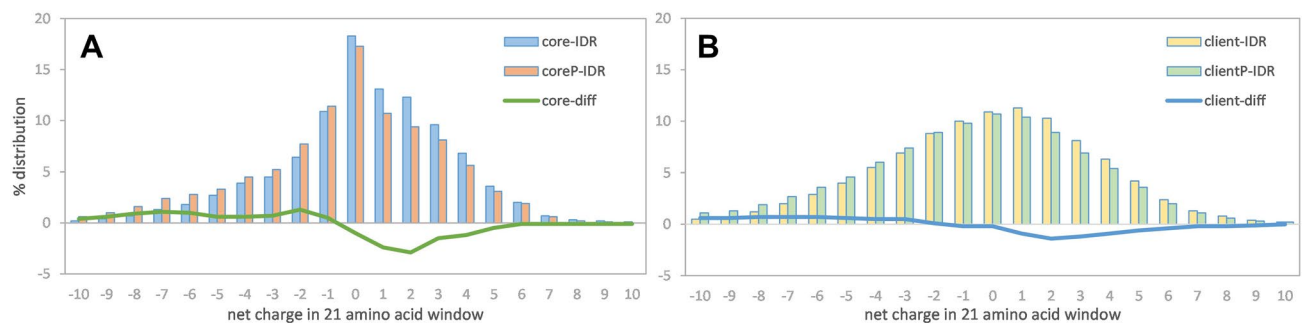 A
core-IDR
coreP-IDR
core-diff
% distribution
20
15
10
5
0
-5
-10 -9 -8 -7 -6 -5 -4 -3 -2 -1 0 1 2 3 4 5 6 7 8 9 10
net charge in 21 amino acid window
B
client-IDR
clientP-IDR
client-diff
20
15
10
5
0
-5
-10 -9 -8 -7 -6 -5 -4 -3 -2 -1 0 1 2 3 4 5 6 7 8 9 10
net charge in 21 amino acid window